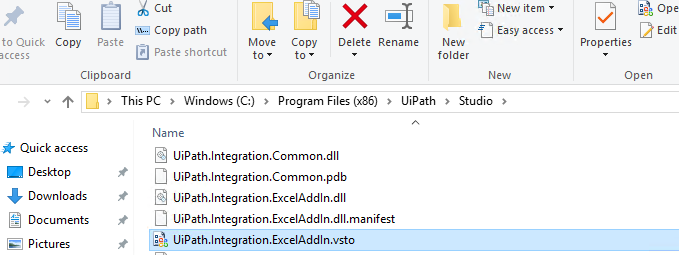 Cut
Copy path
Paste shortcut
to Quick
access
Copy
Paste
Move
to
Copy
to
Delete
Rename
New
folder
New item
Easy access
Properties
Ope
Edit
Clipboard
Organize
New
Open
This PC > Windows (C:) > Program Files (x86) > UiPath > Studio >
Name
Quick access
Desktop
Downloads
Documents
Pictures
UiPath.Integration.Common.dll
UiPath.Integration.Common.pdb
UiPath.Integration.ExcelAddIn.dll
UiPath.Integration.ExcelAddIn.dll.manifest
UiPath.Integration.ExcelAddIn.vsto